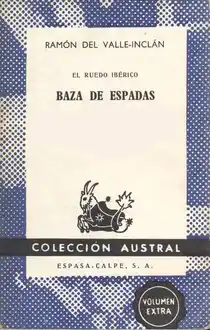 RAMÓN DEL VALLE-INCLÁN
EL RUEDO IBÉRICO
BAZA DE ESPADAS
COLECCIÓN AUSTRAL
ESPASA-CALPE, S. A.
VOLUMEN
EXTRA